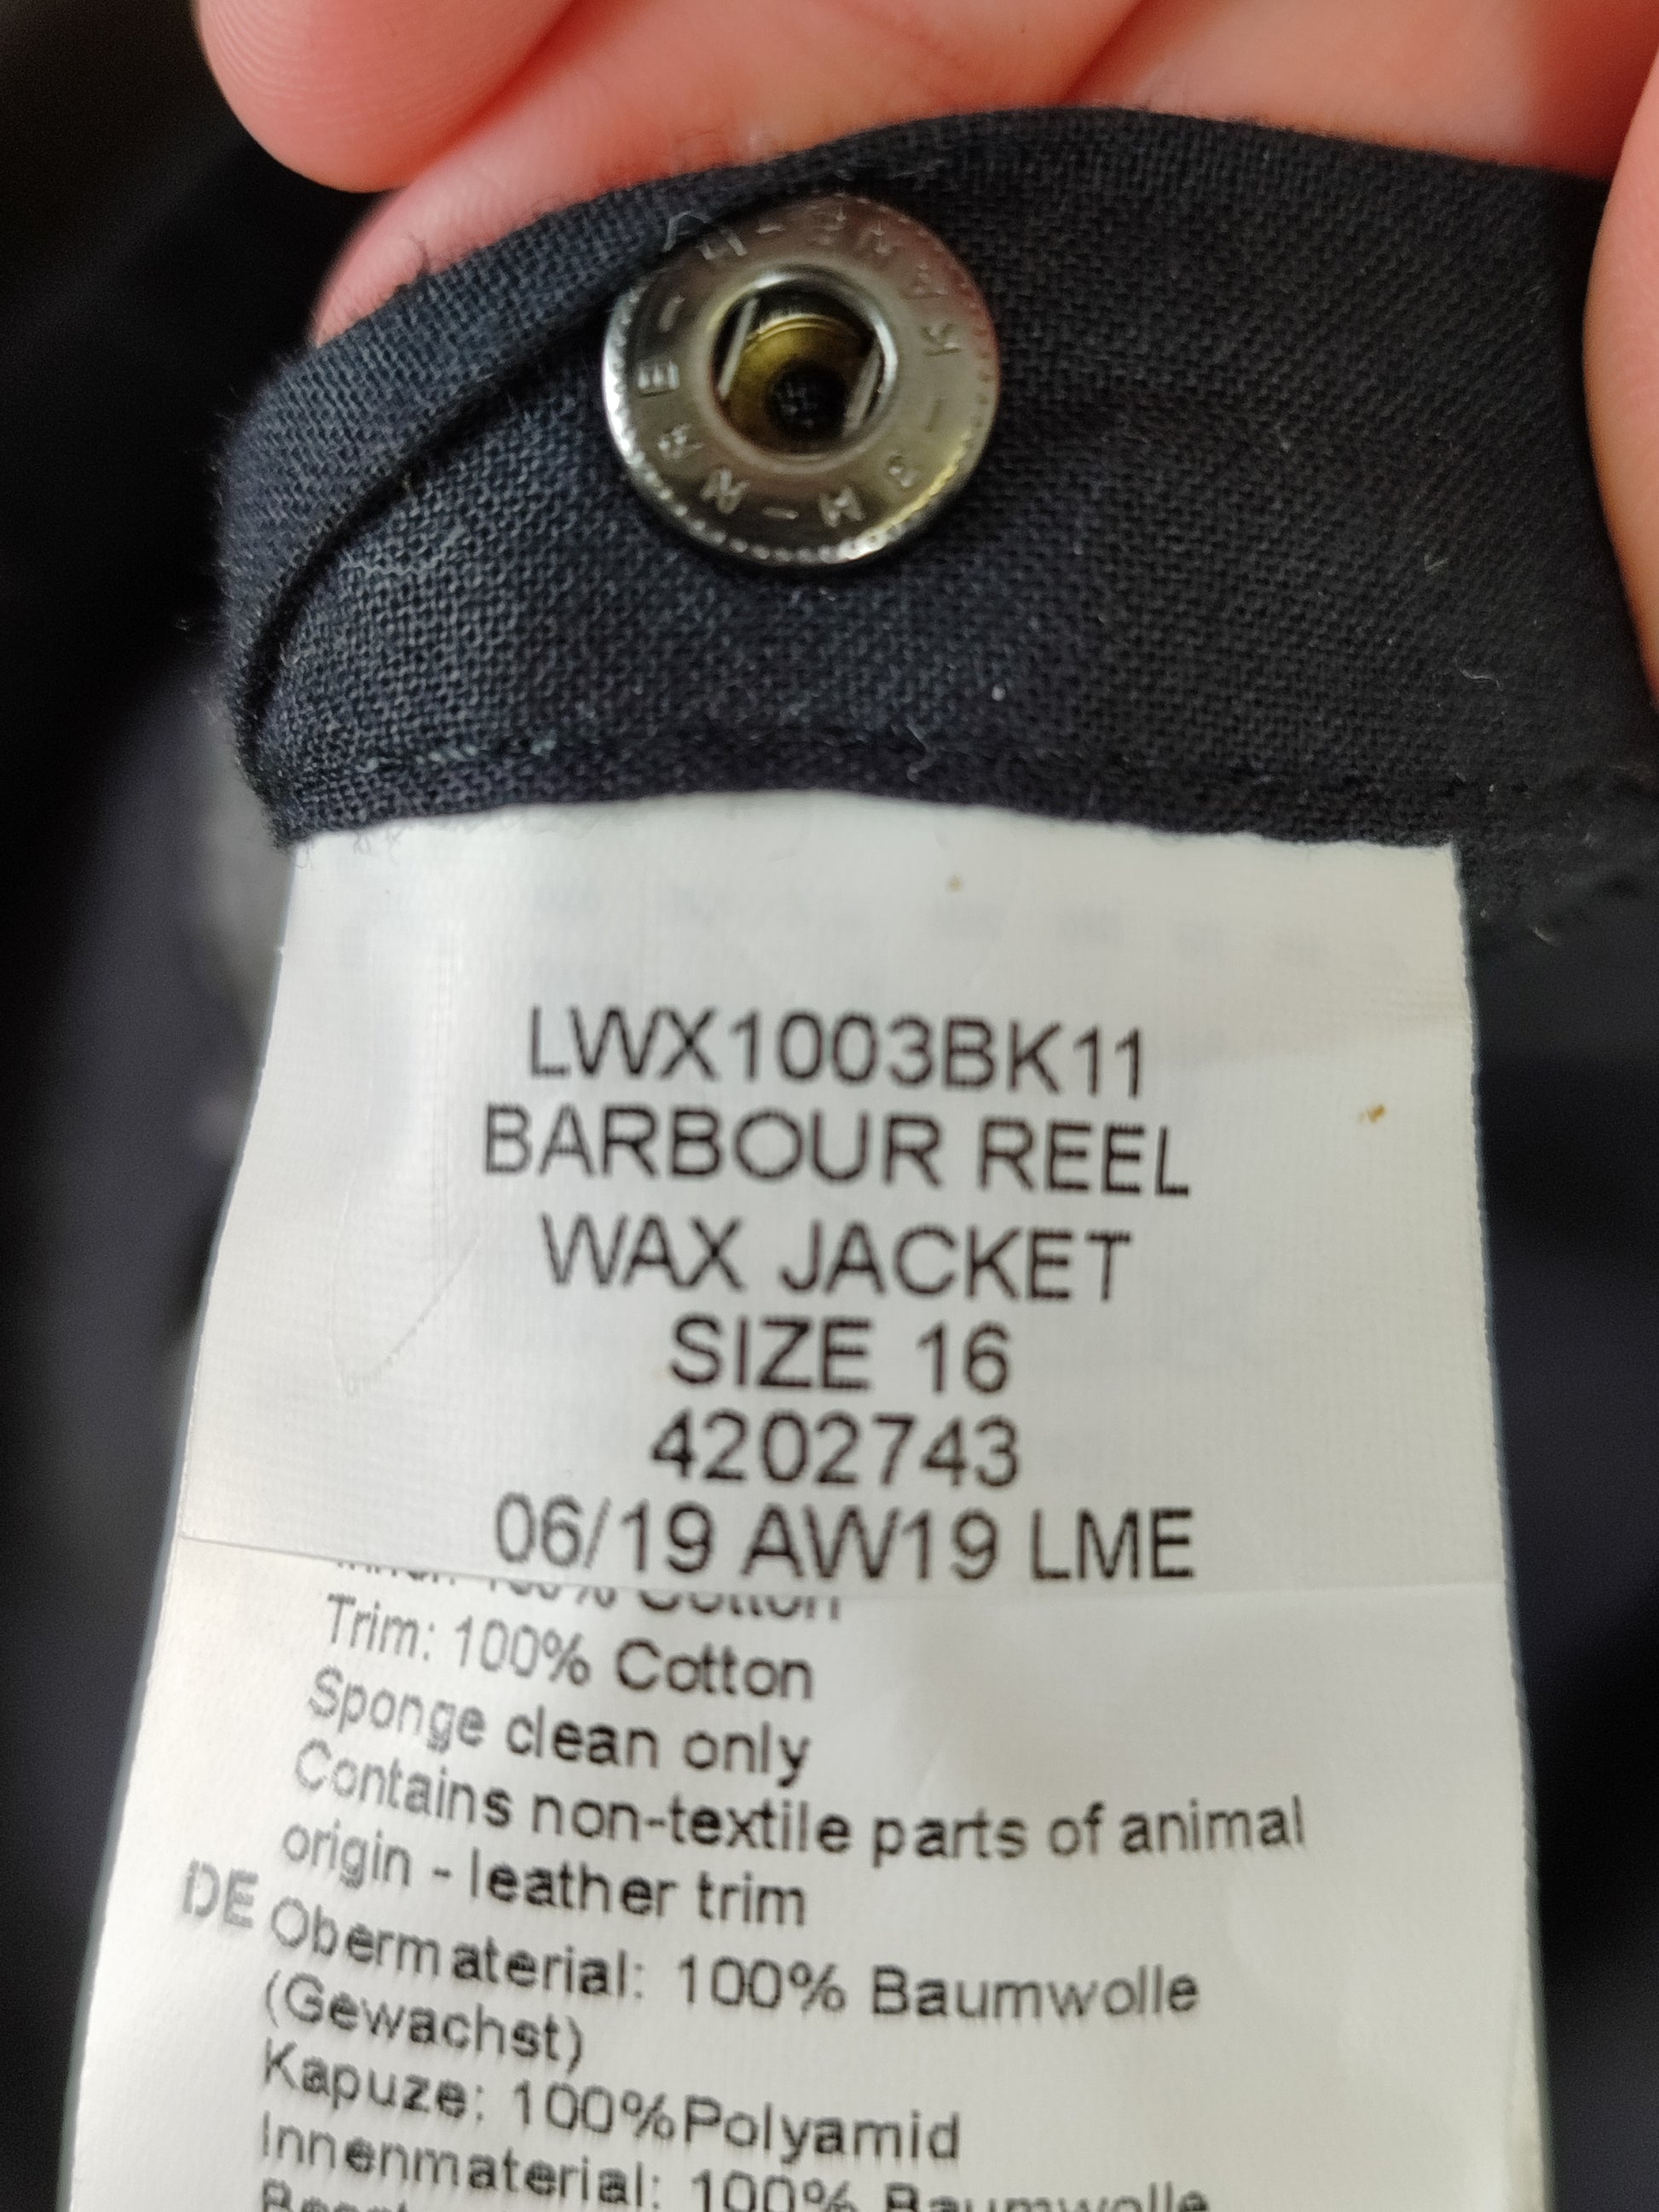 LWX1003BK11
BARBOUR REEL
WAX JACKET
SIZE 16
4202743
06/19 AW19 LME
Cotton
Trim: 100% Cotton
Sponge clean only
Contains non-textile parts of animal
origin - leather trim
DE Obermaterial: 100% Baumwolle
(Gewachst)
Kapuze: 100%Polyamid
Innenmaterial: 100% Baumwolle